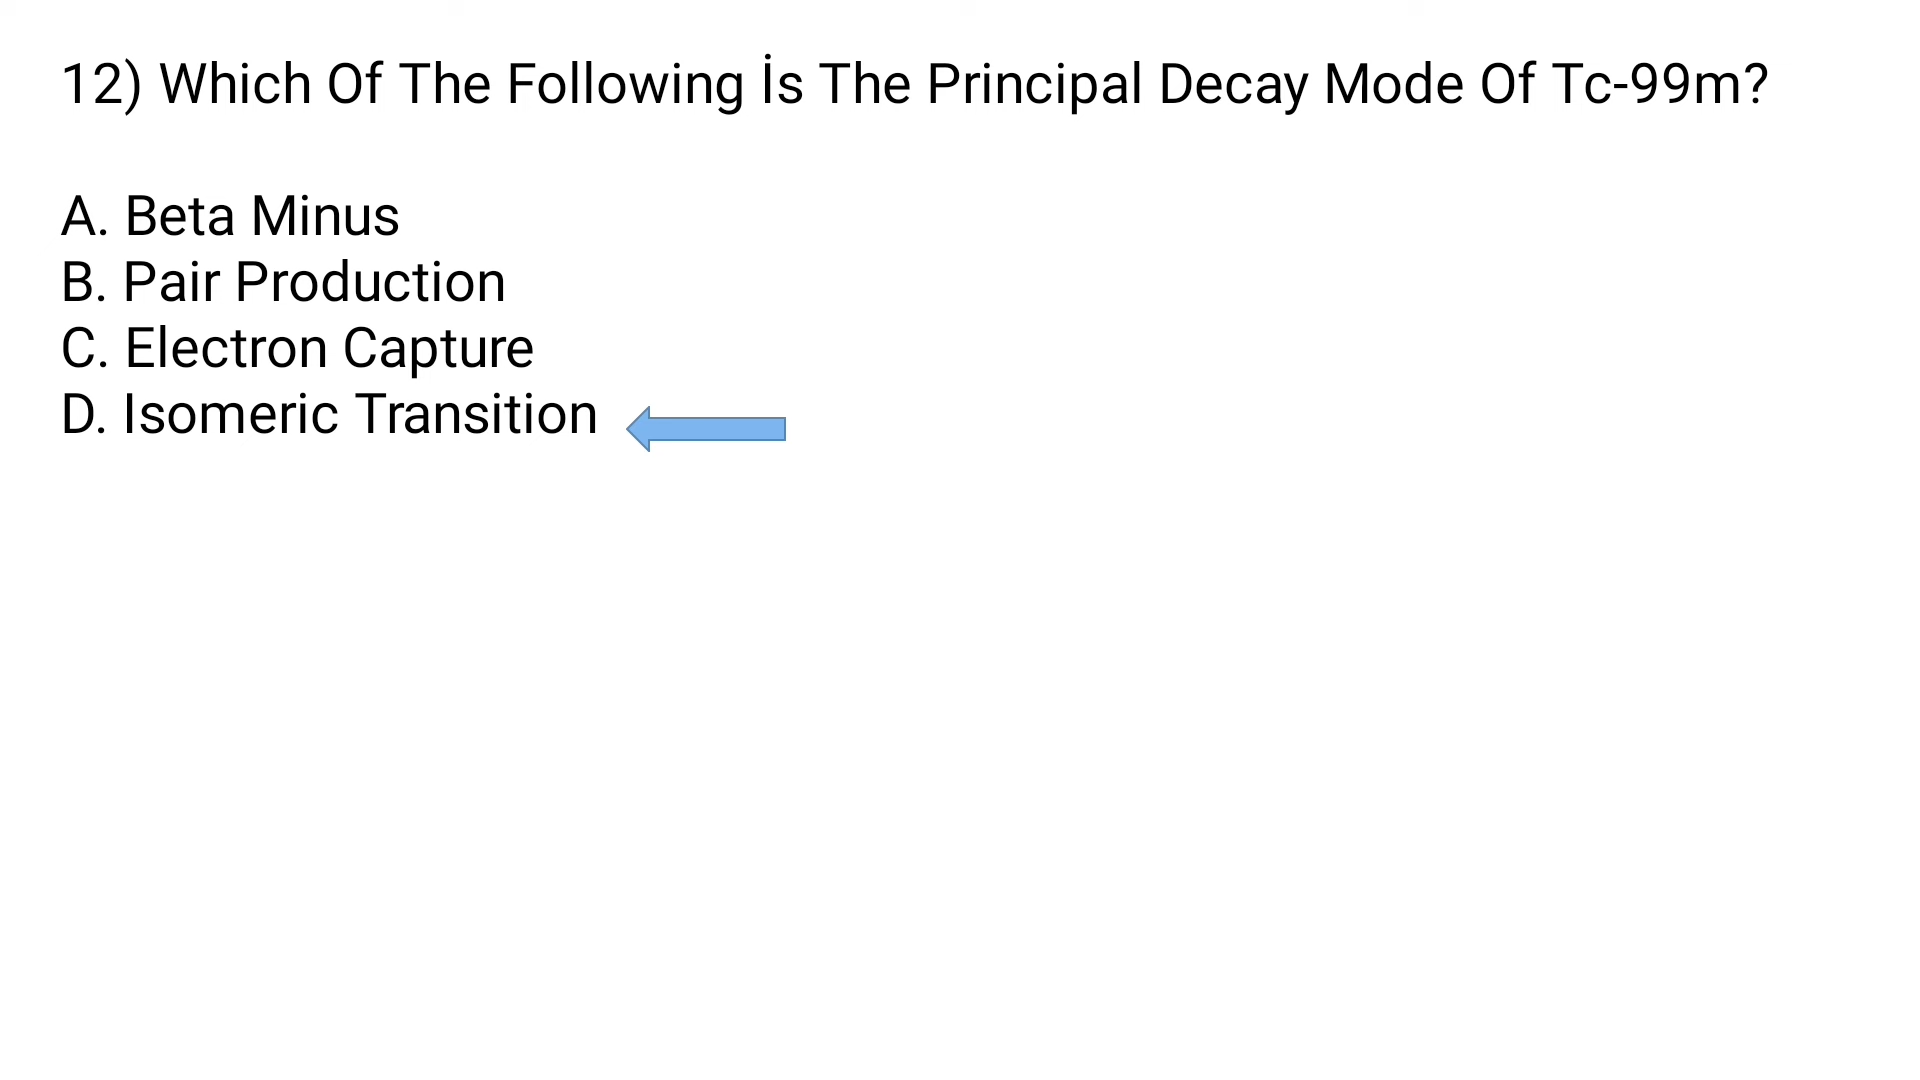 12) Which Of The Following İs The Principal Decay Mode Of Tc-99m?
A. Beta Minus
B. Pair Production
C. Electron Capture
D. Isomeric Transition